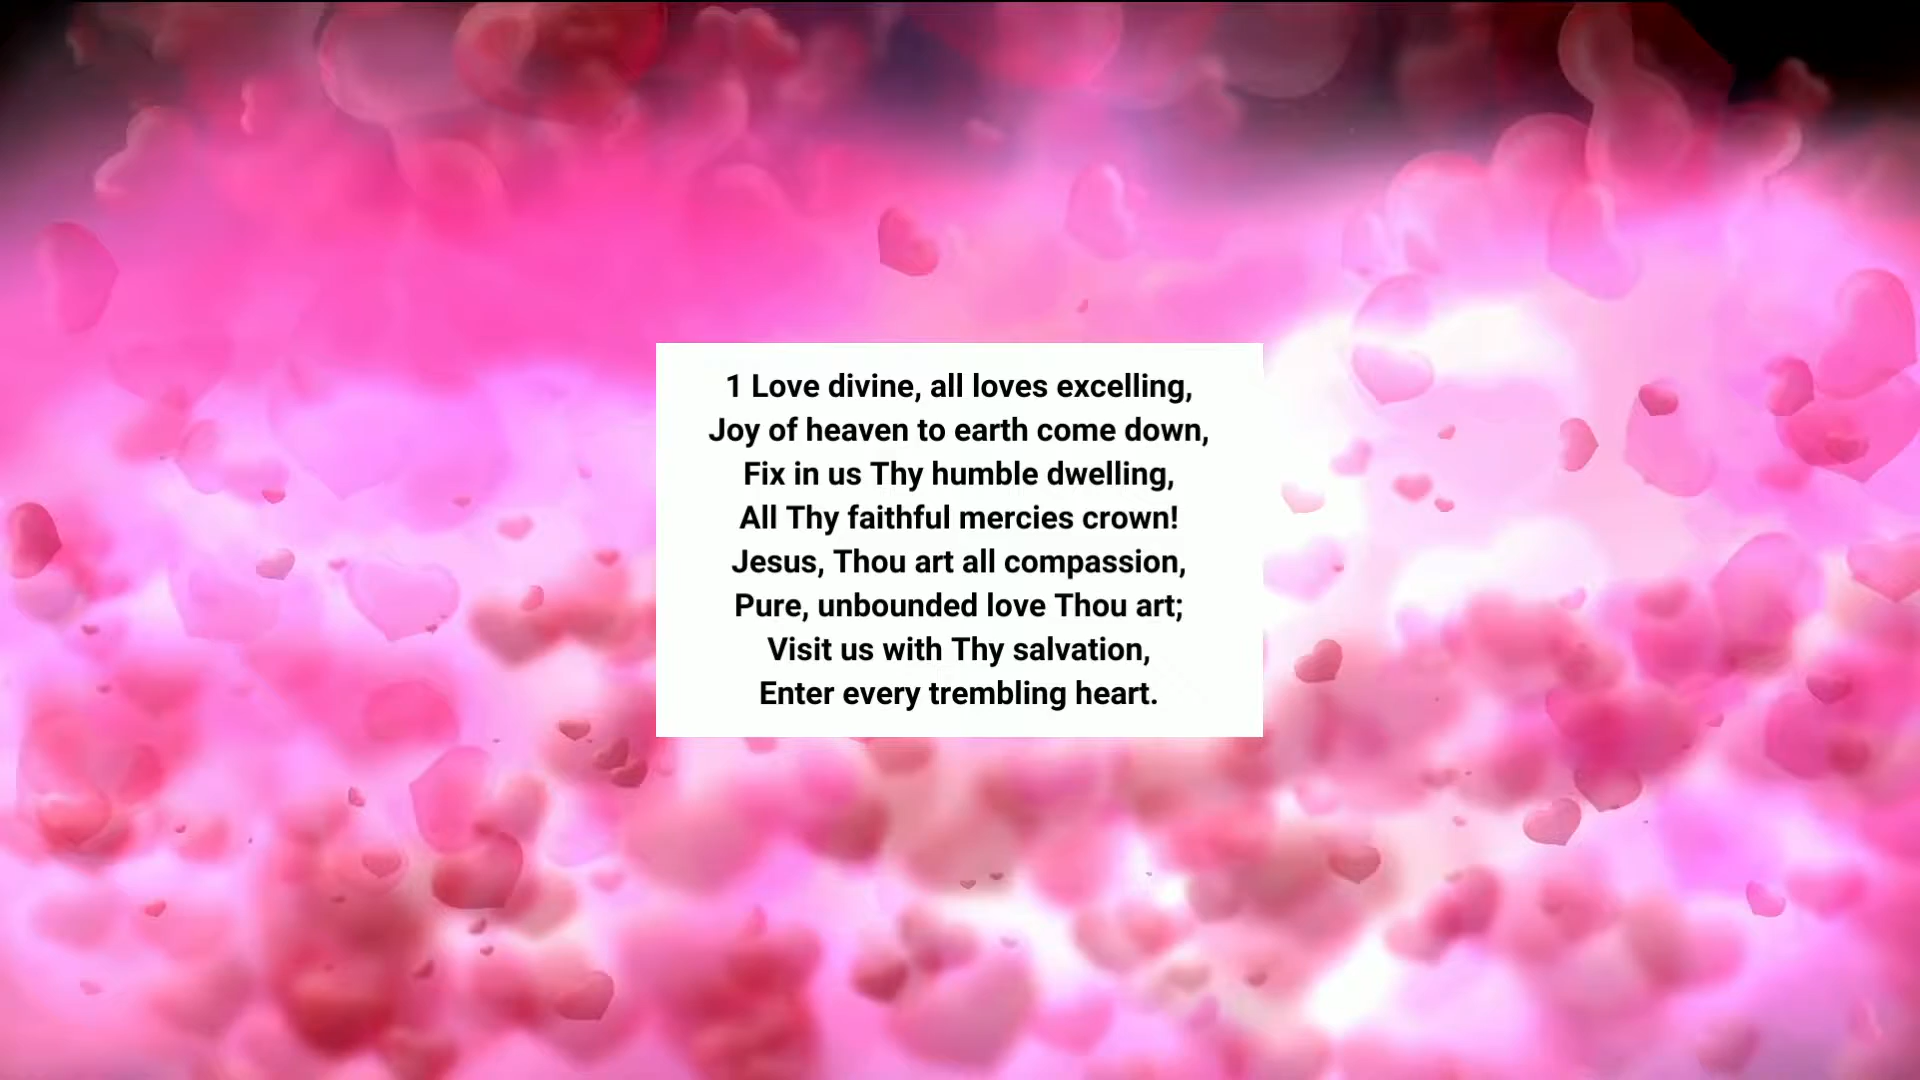 1 Love divine, all loves excelling,
Joy of heaven to earth come down,
Fix in us Thy humble dwelling,
All Thy faithful mercies crown!
Jesus, Thou art all compassion,
Pure, unbounded love Thou art;
Visit us with Thy salvation,
Enter every trembling heart.